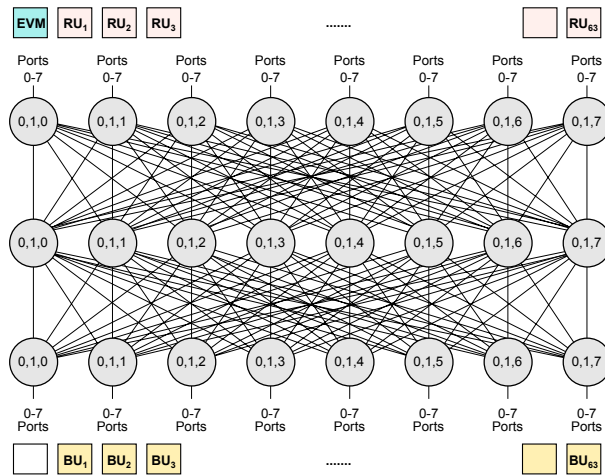 EVM RU1 RU2 RU3 ....... RU63
Ports Ports Ports Ports Ports Ports Ports Ports
0-7 0-7 0-7 0-7 0-7 0-7 0-7 0-7
0,1,0 0,1,1 0,1,2 0,1,3 0,1,4 0,1,5 0,1,6 0,1,7
0,1,0 0,1,1 0,1,2 0,1,3 0,1,4 0,1,5 0,1,6 0,1,7
0,1,0 0,1,1 0,1,2 0,1,3 0,1,4 0,1,5 0,1,6 0,1,7
0-7 0-7 0-7 0-7 0-7 0-7 0-7 0-7
Ports Ports Ports Ports Ports Ports Ports Ports
BU1 BU2 BU3 ....... BU63